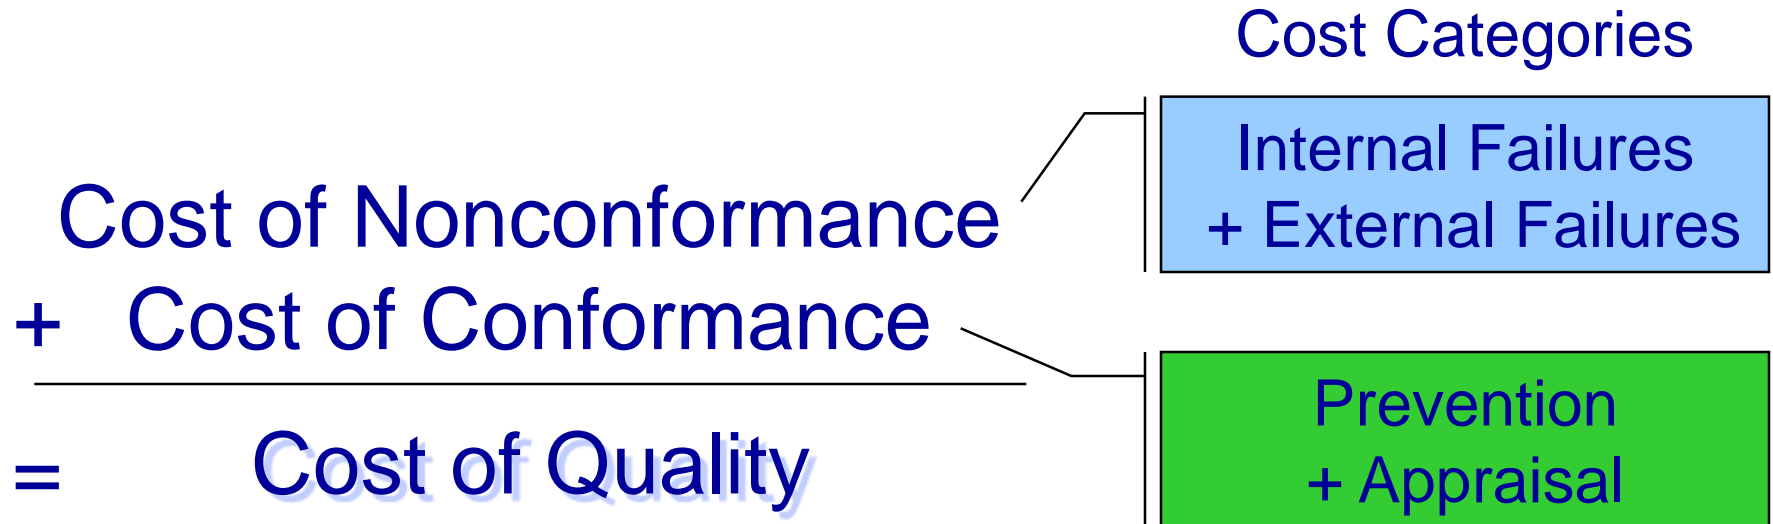 Cost Categories
Internal Failures
+ External Failures
Cost of Nonconformance
+ Cost of Conformance
Prevention
+ Appraisal
= Cost of Quality